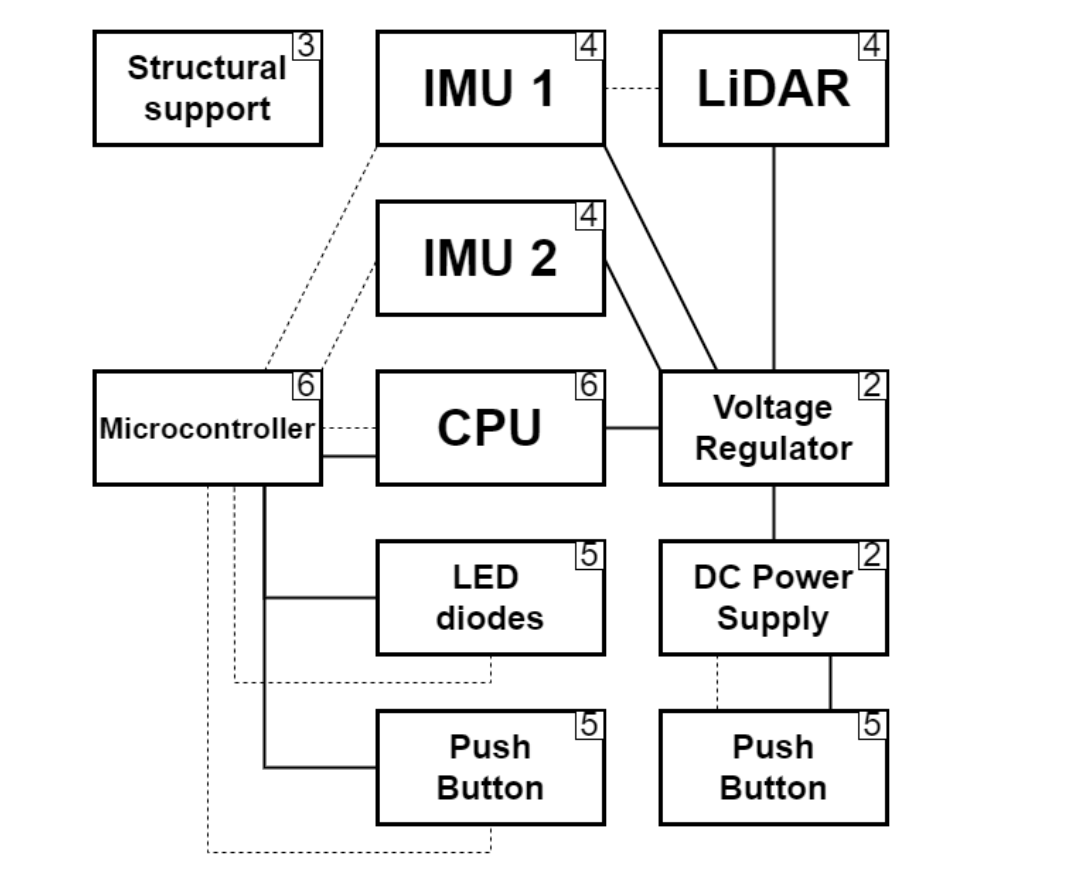 3
Structural
support
4
IMU 1
4
LiDAR
4
IMU 2
6
Microcontroller
6
CPU
2
Voltage
Regulator
5
LED
diodes
2
DC Power
Supply
5
Push
Button
5
Push
Button